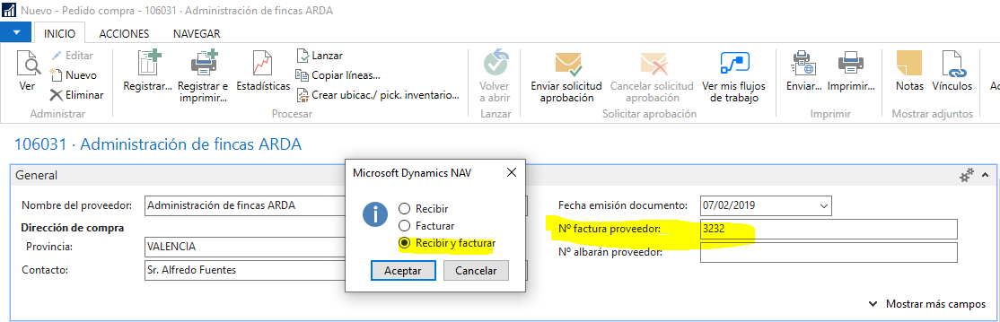 Nuevo - Pedido compra - 106031 · Administración de fincas ARDA
INICIO ACCIONES NAVEGAR
Ver
Editar
Nuevo
Eliminar
Administrar
Registrar...
Registrar e imprimir...
Estadísticas
Lanzar
Copiar líneas...
Crear ubicac./ pick. inventario...
Procesar
Volver a abrir
Lanzar
Enviar solicitud aprobación
Cancelar solicitud aprobación
Ver mis flujos de trabajo
Solicitar aprobación
Enviar...
Imprimir...
Imprimir
Notas
Vínculos
Mostrar adjuntos
106031 · Administración de fincas ARDA
General
Nombre del proveedor: Administración de fincas ARDA
Dirección de compra
Provincia: VALENCIA
Contacto: Sr. Alfredo Fuentes
Microsoft Dynamics NAV
Recibir
Facturar
Recibir y facturar
Aceptar Cancelar
Fecha emisión documento: 07/02/2019
Nº factura proveedor: 3232
Nº albarán proveedor:
Mostrar más campos